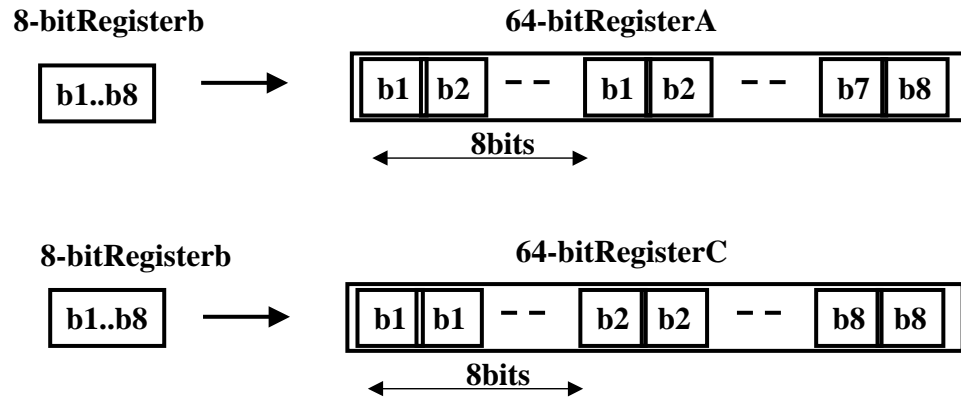 8-bitRegisterb 64-bitRegisterA
b1..b8 b1 b2 b1 b2 b7 b8
8bits
8-bitRegisterb 64-bitRegisterC
b1..b8 b1 b1 b2 b2 b8 b8
8bits